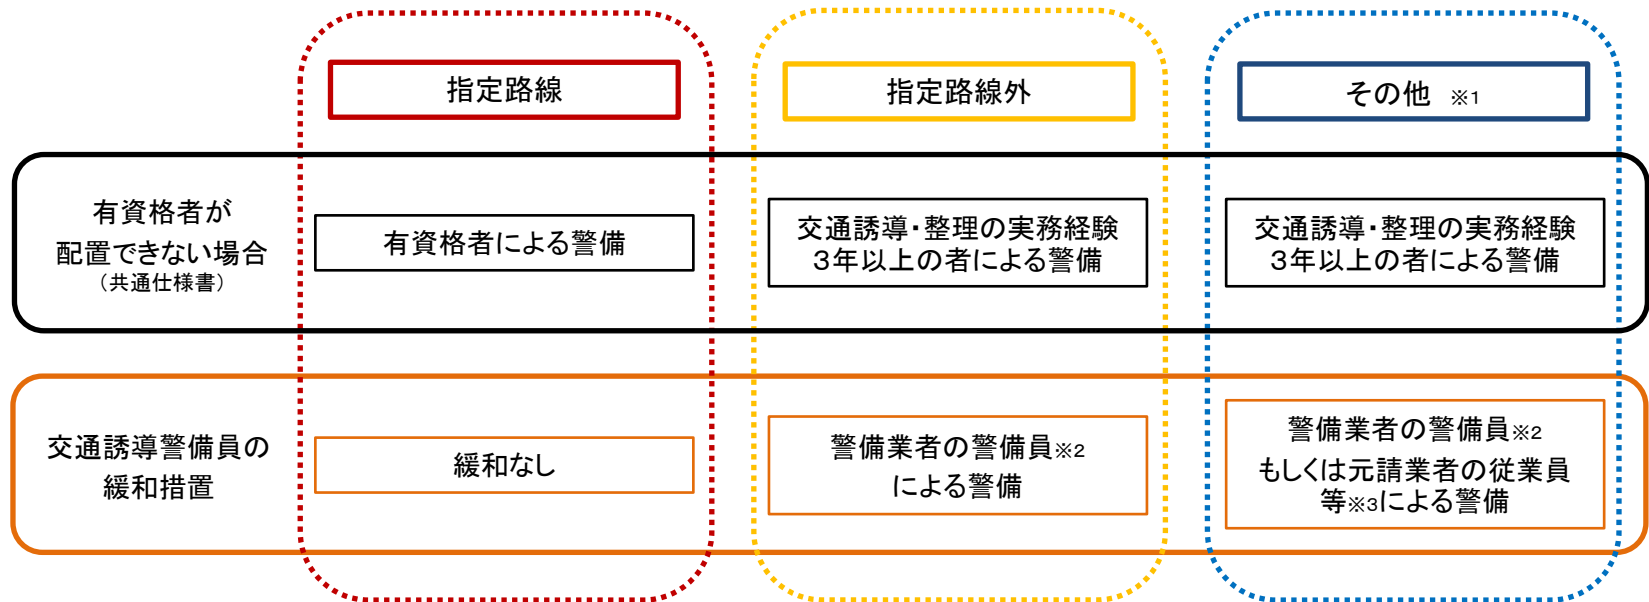 指定路線
指定路線外
その他 ※1
有資格者が
配置できない場合
（共通仕様書）
有資格者による警備
交通誘導・整理の実務経験
３年以上の者による警備
交通誘導・整理の実務経験
３年以上の者による警備
交通誘導警備員の
緩和措置
緩和なし
警備業者の警備員※2
による警備
警備業者の警備員※2
もしくは元請業者の従業員
等※3による警備